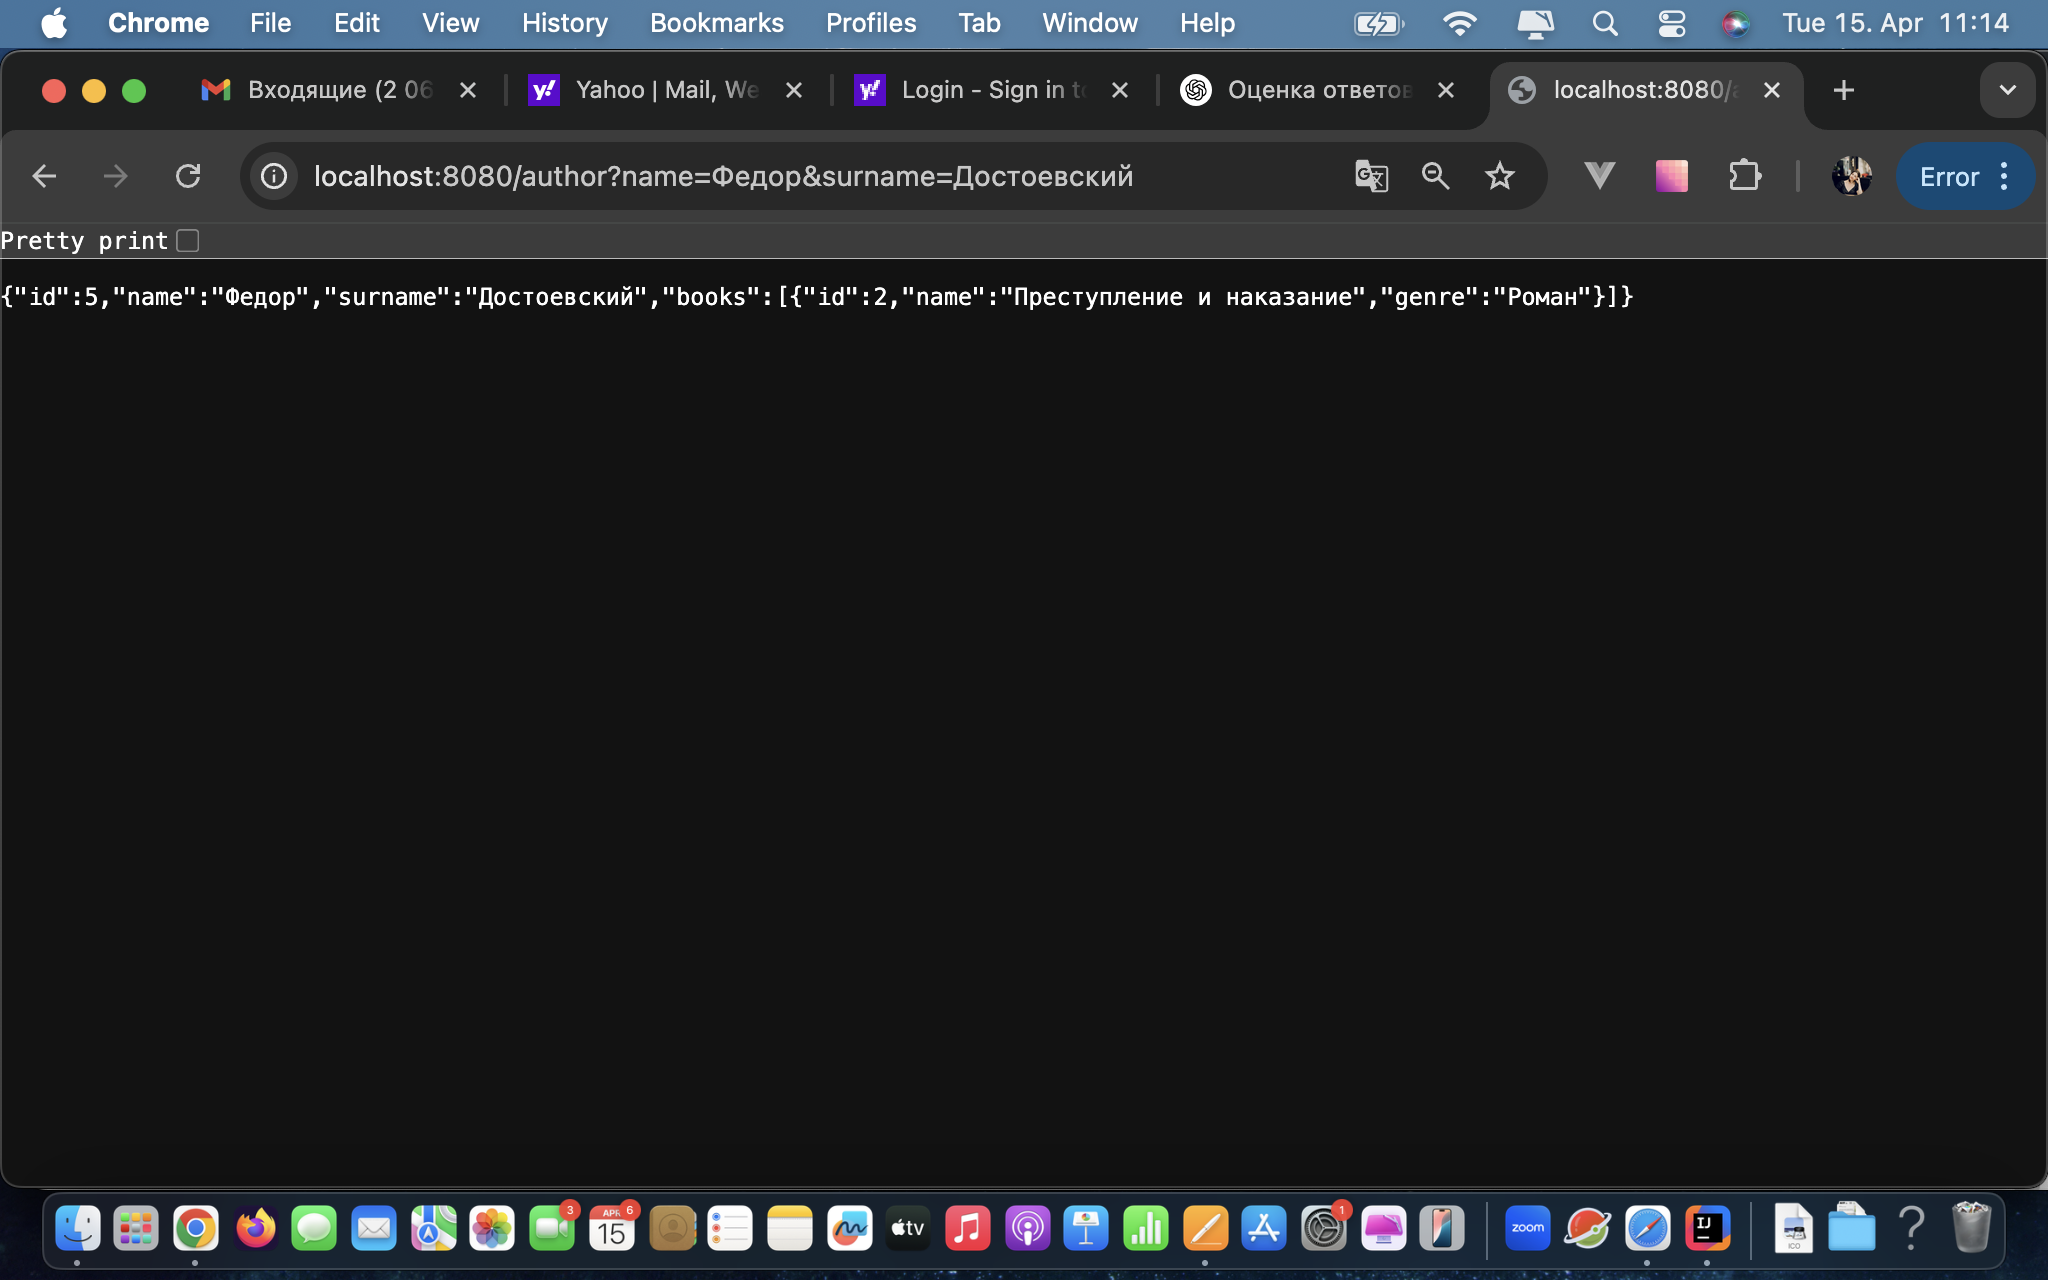 Chrome File Edit View History Bookmarks Profiles Tab Window Help Tue 15. Apr 11:14
Входящие (2 06 Yahoo | Mail, We Login - Sign in to Оценка ответов localhost:8080/a
localhost:8080/author?name=Федор&surname=Достоевский Error
Pretty print
{"id":5,"name":"Федор","surname":"Достоевский","books":[{"id":2,"name":"Преступление и наказание","genre":"Роман"}]}
3 APR 6 1
15 tv zoom IJ ICO